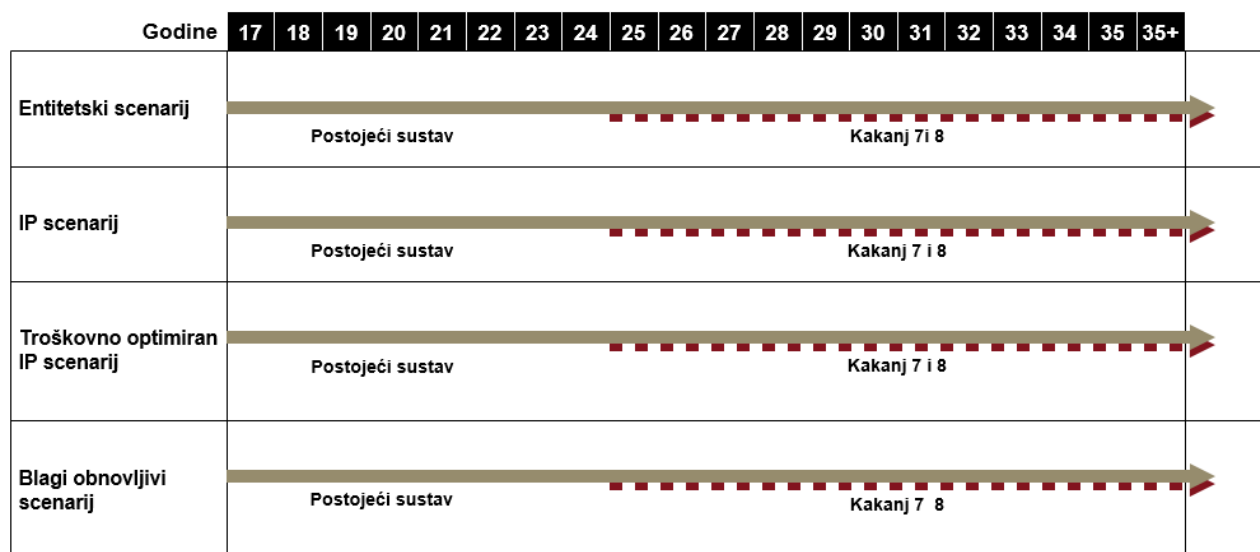 Godine 17 18 19 20 21 22 23 24 25 26 27 28 29 30 31 32 33 34 35 35+
Entitetski scenarij
Postojeći sustav
Kakanj 7i 8
IP scenarij
Postojeći sustav
Kakanj 7 i 8
Troškovno optimiran
IP scenarij
Postojeći sustav
Kakanj 7 i 8
Blagi obnovljivi
scenarij
Postojeći sustav
Kakanj 7 8